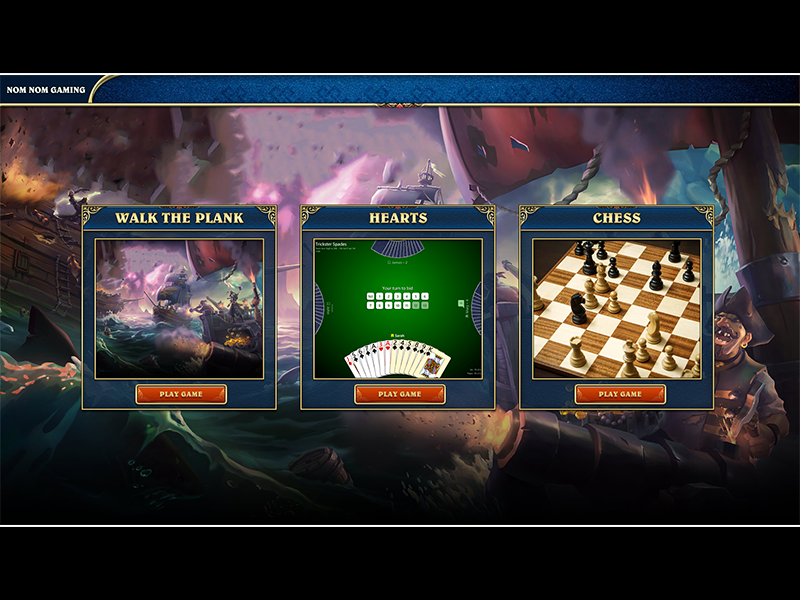 NOM NOM GAMING
WALK THE PLANK
HEARTS
CHESS
Trickster Spades
Your turn to bid
Sarah
PLAY GAME
PLAY GAME
PLAY GAME